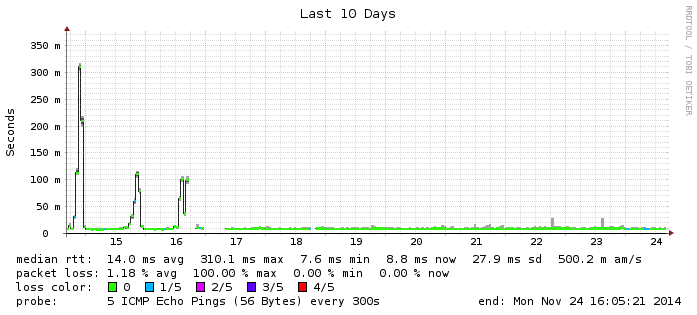 Last 10 Days
RRDTOOL / TOBI OETIKER
Seconds
350 m
300 m
250 m
200 m
150 m
100 m
50 m
0
15 16 17 18 19 20 21 22 23 24
median rtt: 14.0 ms avg 310.1 ms max 7.6 ms min 8.8 ms now 27.9 ms sd 500.2 m am/s
packet loss: 1.18 % avg 100.00 % max 0.00 % min 0.00 % now
loss color: 0 1/5 2/5 3/5 4/5
probe: 5 ICMP Echo Pings (56 Bytes) every 300s end: Mon Nov 24 16:05:21 2014